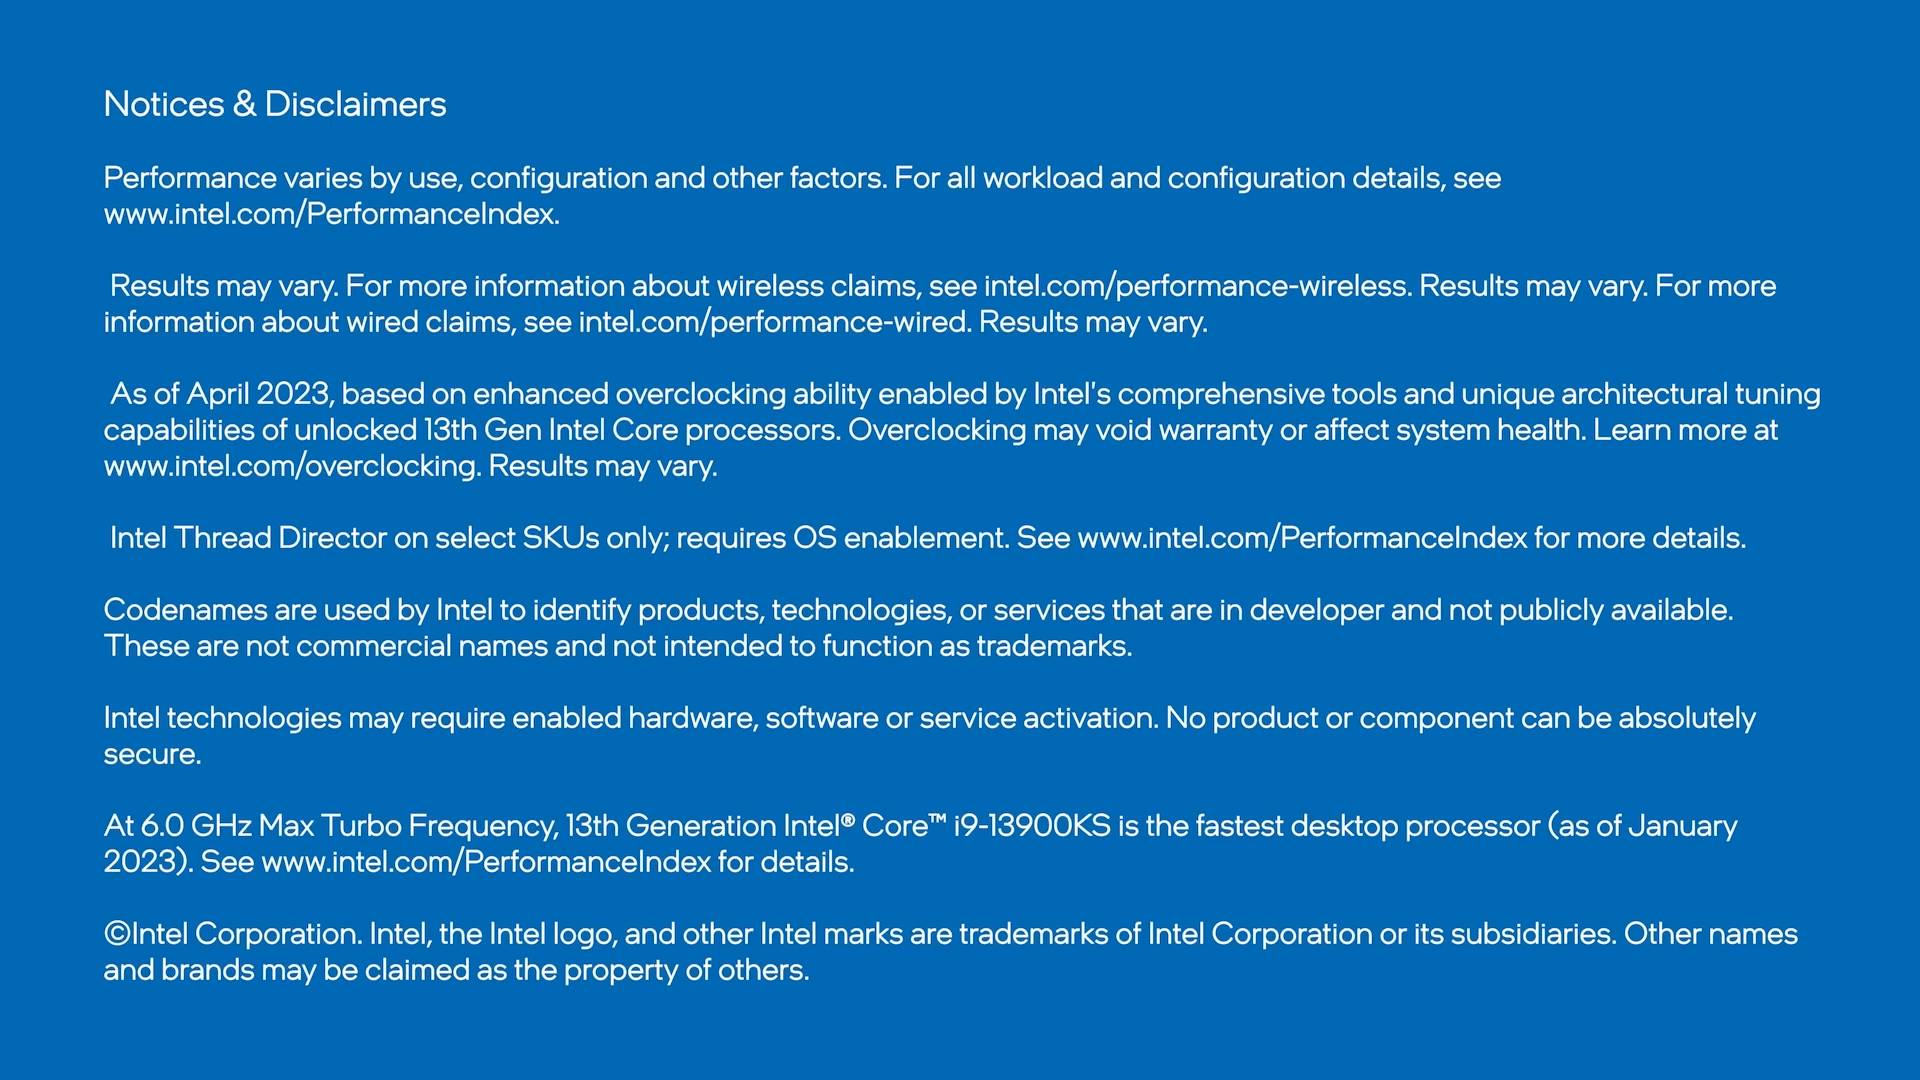 Notices & Disclaimers
Performance varies by use, configuration and other factors. For all workload and configuration details, see
www.intel.com/PerformanceIndex.
Results may vary. For more information about wireless claims, see intel.com/performance-wireless. Results may vary. For more
information about wired claims, see intel.com/performance-wired. Results may vary.
As of April 2023, based on enhanced overclocking ability enabled by Intel's comprehensive tools and unique architectural tuning
capabilities of unlocked 13th Gen Intel Core processors. Overclocking may void warranty or affect system health. Learn more at
www.intel.com/overclocking. Results may vary.
Intel Thread Director on select SKUs only; requires OS enablement. See www.intel.com/PerformanceIndex for more details.
Codenames are used by Intel to identify products, technologies, or services that are in developer and not publicly available.
These are not commercial names and not intended to function as trademarks.
Intel technologies may require enabled hardware, software or service activation. No product or component can be absolutely
secure.
At 6.0 GHz Max Turbo Frequency, 13th Generation Intel® Core™ i9-13900KS is the fastest desktop processor (as of January
2023). See www.intel.com/PerformanceIndex for details.
©Intel Corporation. Intel, the Intel logo, and other Intel marks are trademarks of Intel Corporation or its subsidiaries. Other names
and brands may be claimed as the property of others.